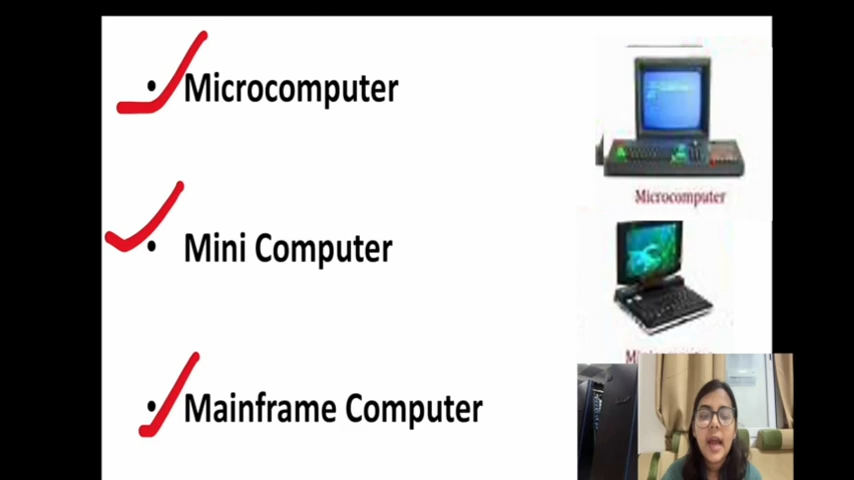 • Microcomputer
Microcomputer
• Mini Computer
• Mainframe Computer